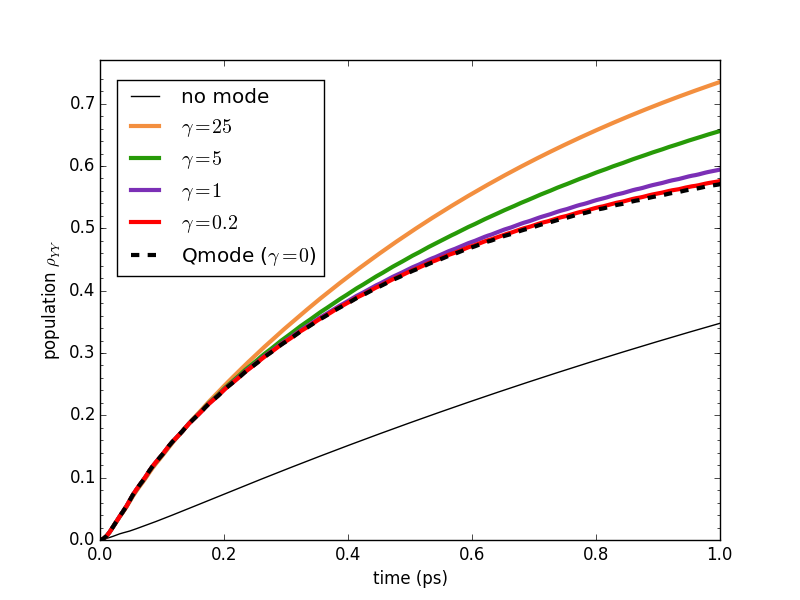 no mode
γ=25
γ=5
γ=1
γ=0.2
Qmode (γ=0)
0.7
0.6
0.5
0.4
0.3
0.2
0.1
0.0
population ρYY
0.0 0.2 0.4 0.6 0.8 1.0
time (ps)